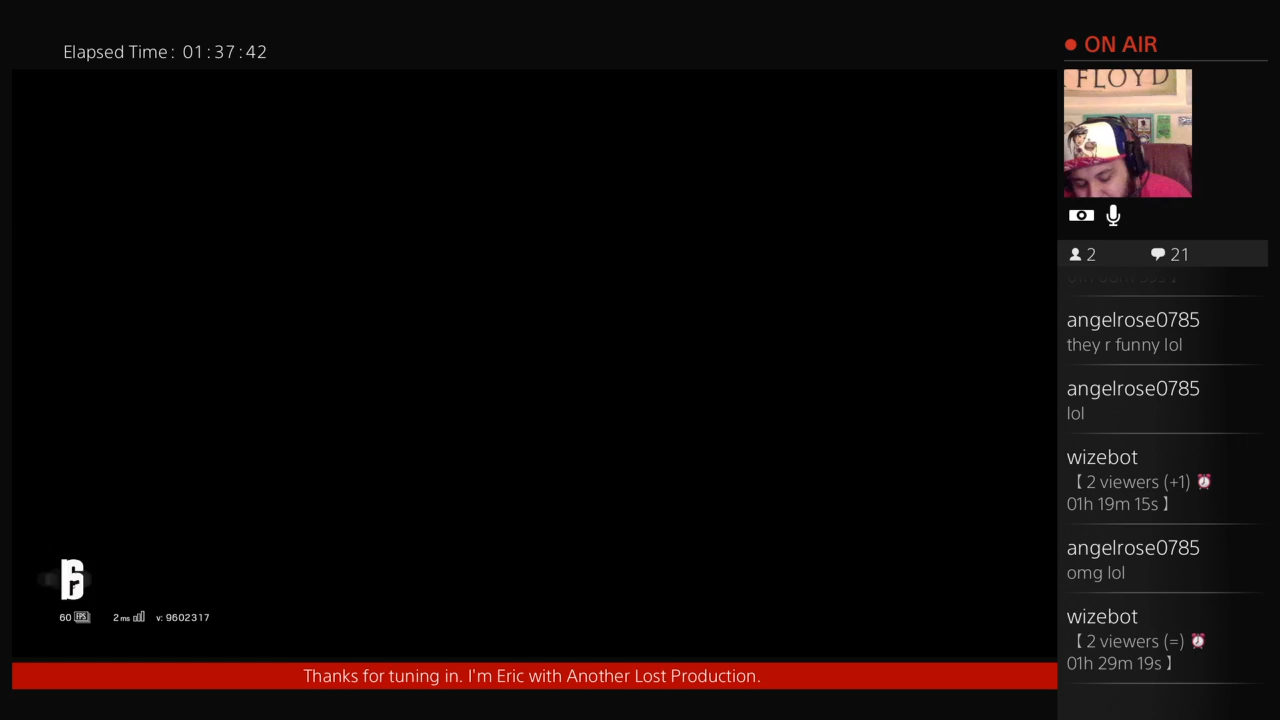 Elapsed Time: 01:37:42
ON AIR
FLOYD
2
21
angelrose0785
they r funny lol
angelrose0785
lol
wizebot
【 2 viewers (+1) ⏰
01h 19m 15s 】
angelrose0785
omg lol
wizebot
【 2 viewers (=) ⏰
01h 29m 19s 】
6
60 FPS 2 ms v: 9602317
Thanks for tuning in. I'm Eric with Another Lost Production.